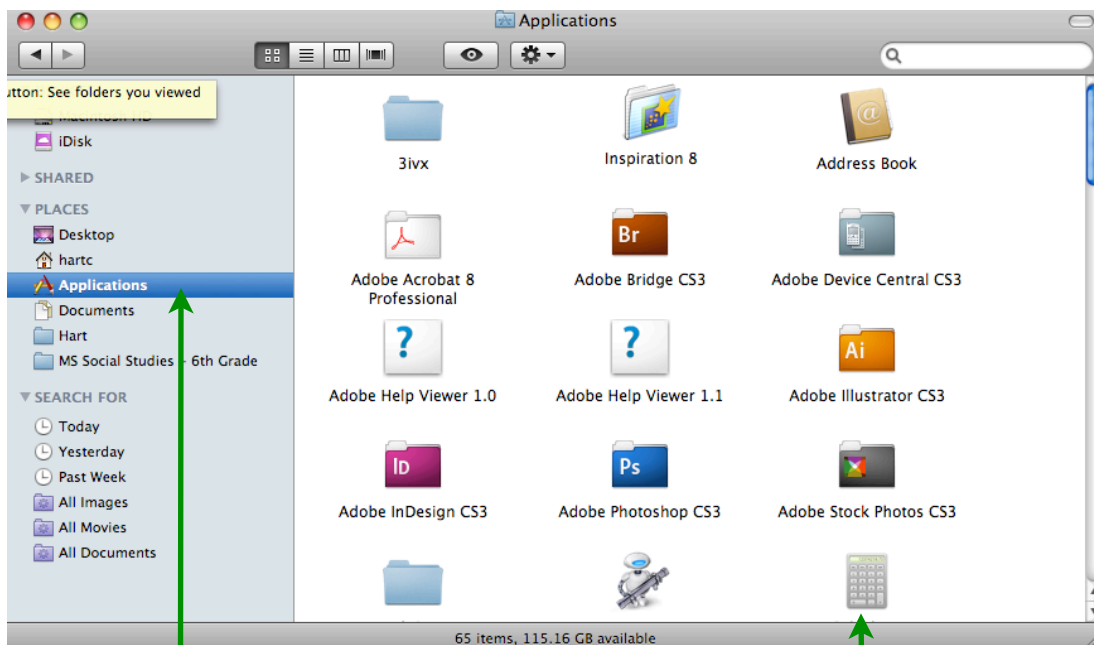 Applications
utton: See folders you viewed
iDisk
SHARED
PLACES
Desktop
hartc
Applications
Documents
Hart
MS Social Studies - 6th Grade
SEARCH FOR
Today
Yesterday
Past Week
All Images
All Movies
All Documents
3ivx
Inspiration 8
Address Book
Adobe Acrobat 8
Professional
Br
Adobe Bridge CS3
Adobe Device Central CS3
?
Adobe Help Viewer 1.0
?
Adobe Help Viewer 1.1
Ai
Adobe Illustrator CS3
ID
Adobe InDesign CS3
Ps
Adobe Photoshop CS3
Adobe Stock Photos CS3
65 items, 115.16 GB available